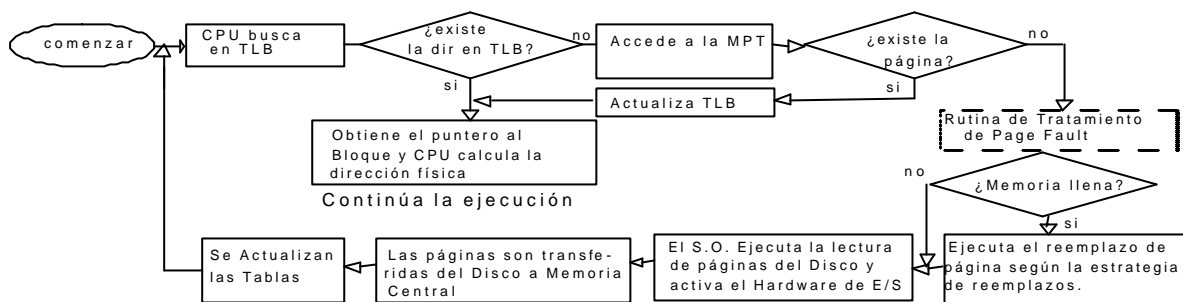 comenzar
CPU busca
en TLB
¿existe
la dir en TLB?
no
Accede a la MPT
¿existe la
página?
no
si
si
Actualiza TLB
Obtiene el puntero al
Bloque y CPU calcula la
dirección física
Continúa la ejecución
Rutina de Tratamiento
de Page Fault
no
¿Memoria llena?
si
Se Actualizan
las Tablas
Las páginas son transfe-
ridas del Disco a Memoria
Central
El S.O. Ejecuta la lectura
de páginas del Disco y
activa el Hardware de E/S
Ejecuta el reemplazo de
página según la estrategia
de reemplazos.